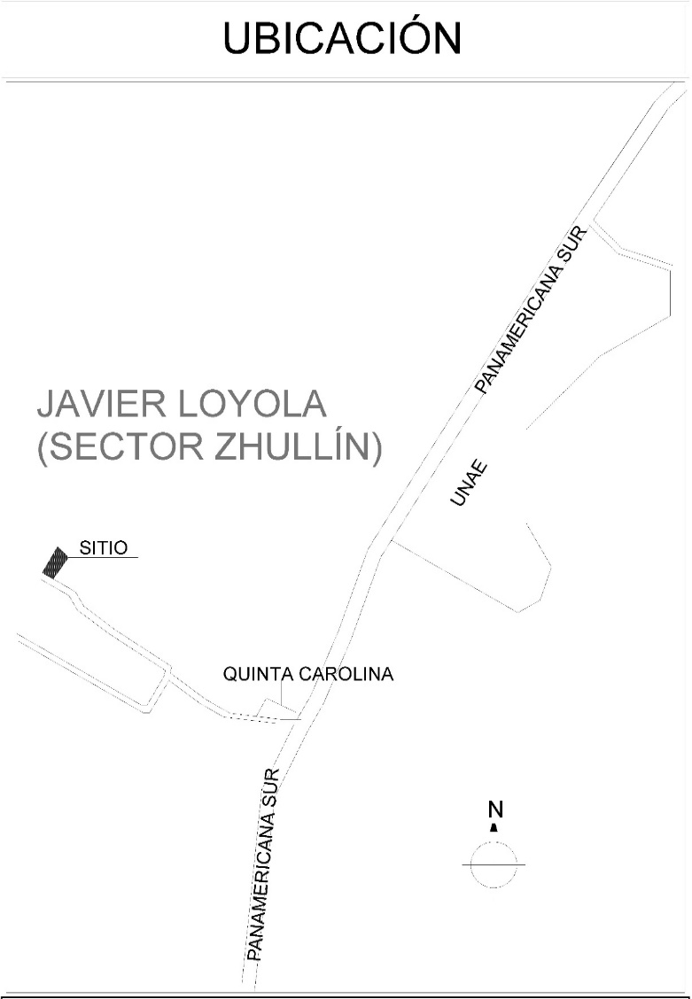 UBICACIÓN
PANAMERICANA SUR
JAVIER LOYOLA
(SECTOR ZHULLÍN)
UNAE
SITIO
QUINTA CAROLINA
PANAMERICANA SUR
N